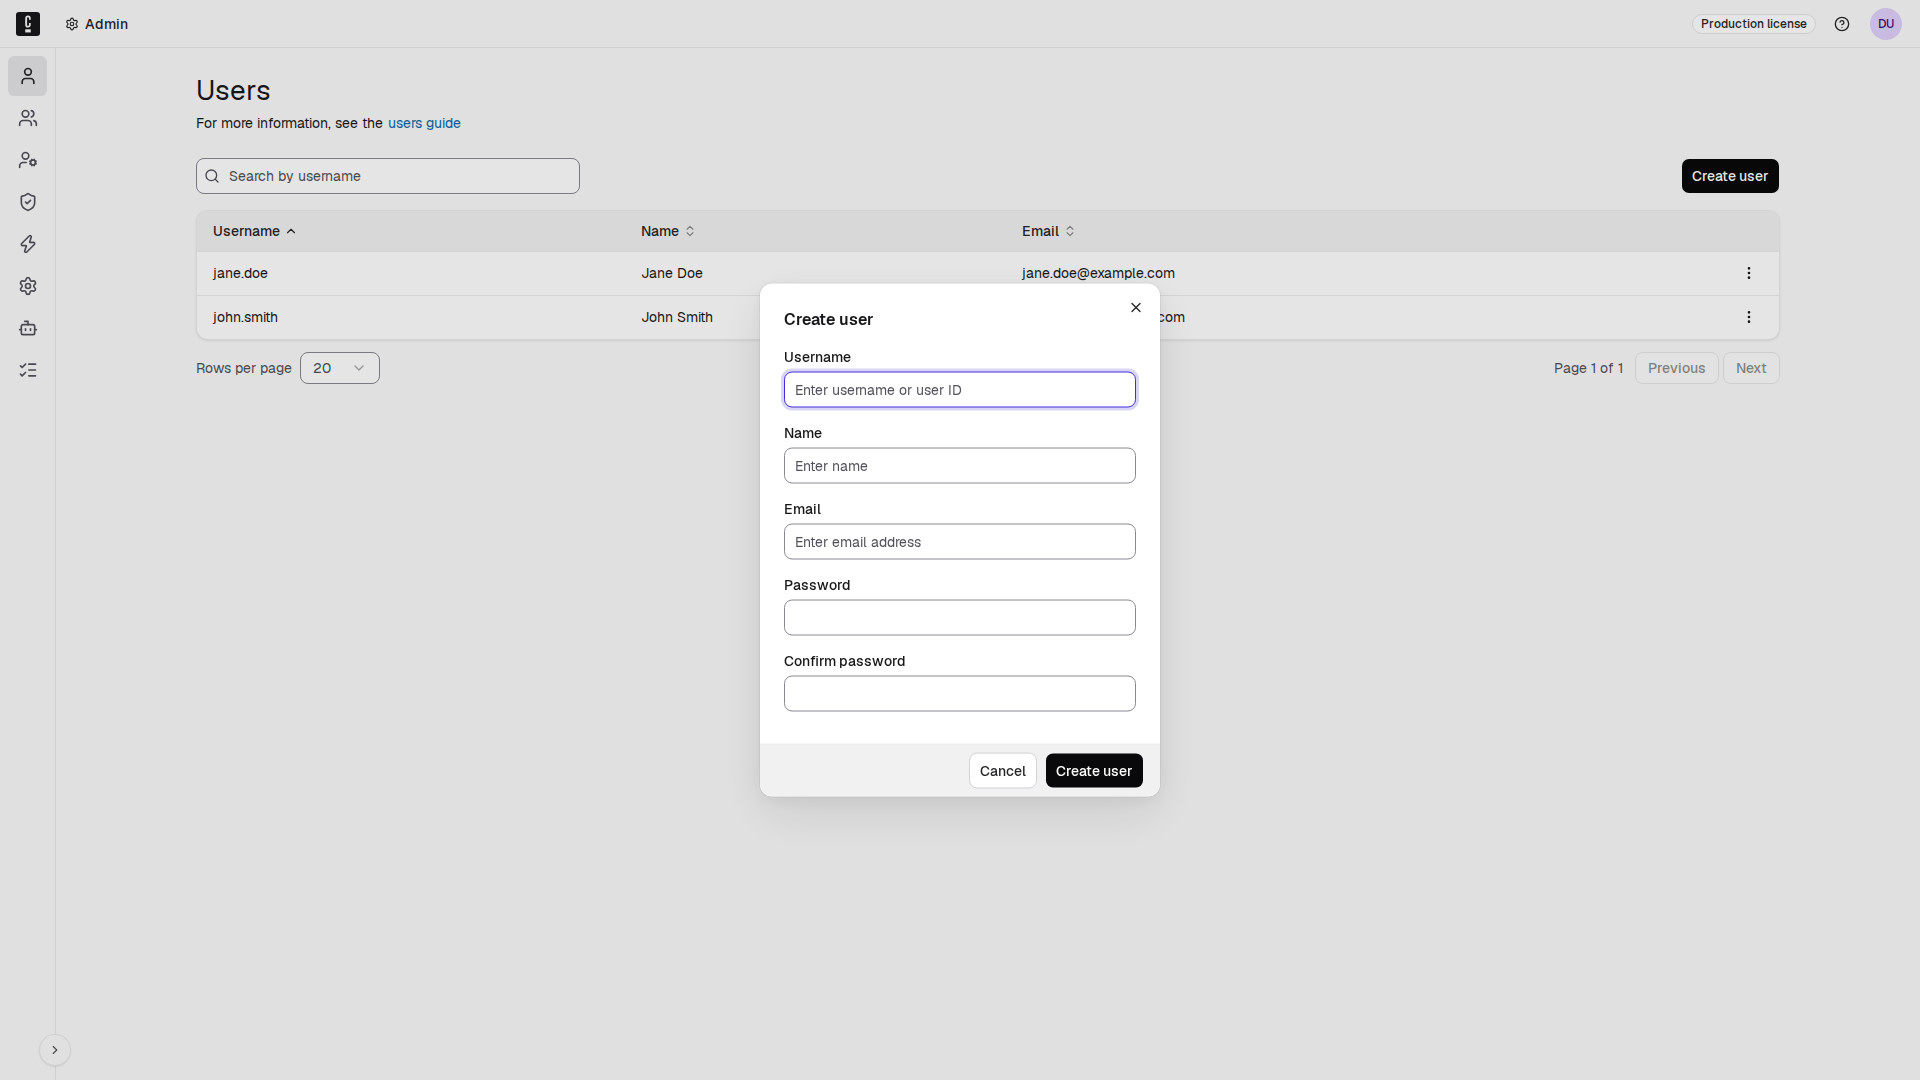 Admin
Production license
DU
Users
For more information, see the users guide
Search by username
Create user
Username Name Email
jane.doe Jane Doe jane.doe@example.com
john.smith John Smith com
Rows per page 20
Page 1 of 1 Previous Next
Create user
Username
Enter username or user ID
Name
Enter name
Email
Enter email address
Password
Confirm password
Cancel Create user